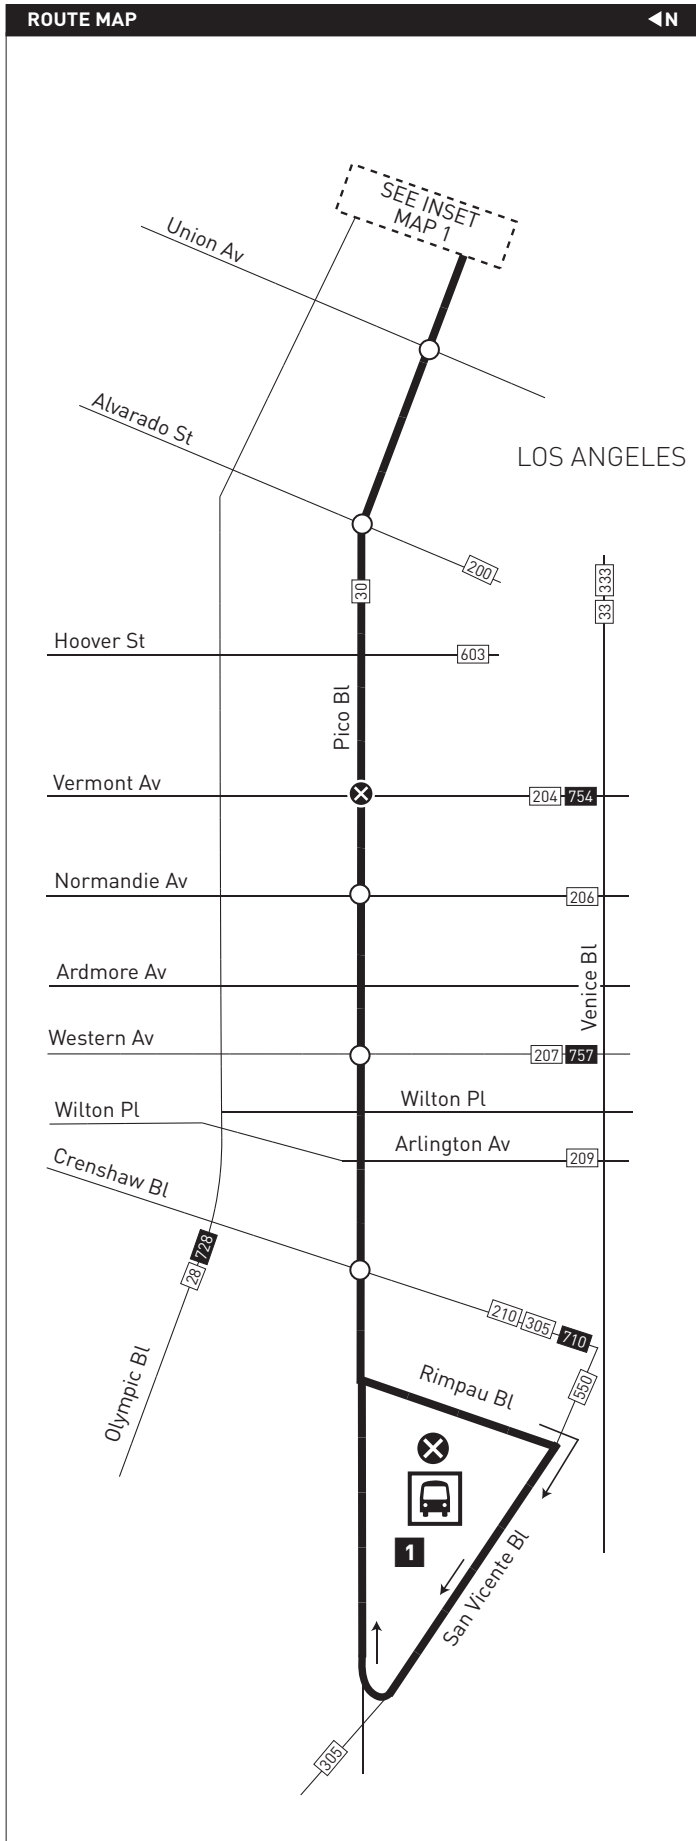 ROUTE MAP
N
SEE INSET
MAP 1
Union Av
Alvarado St
LOS ANGELES
200
30
33 333
Hoover St
603
Pico Bl
Vermont Av
204 754
Normandie Av
206
Ardmore Av
Venice Bl
Western Av
207 757
Wilton Pl
Wilton Pl
Arlington Av
209
Crenshaw Bl
28 728
210 305 710
Olympic Bl
Rimpau Bl
550
1
San Vicente Bl
305